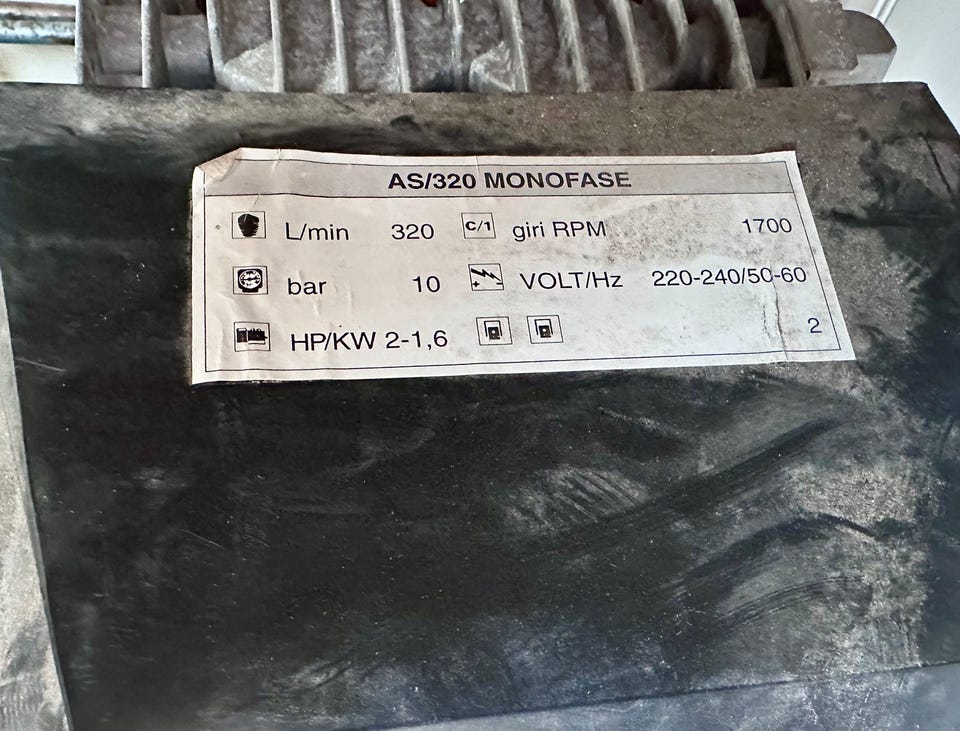 AS/320 MONOFASE
L/min 320 C/1 giri RPM 1700
bar 10 VOLT/Hz 220-240/50-60
HP/KW 2-1,6 2